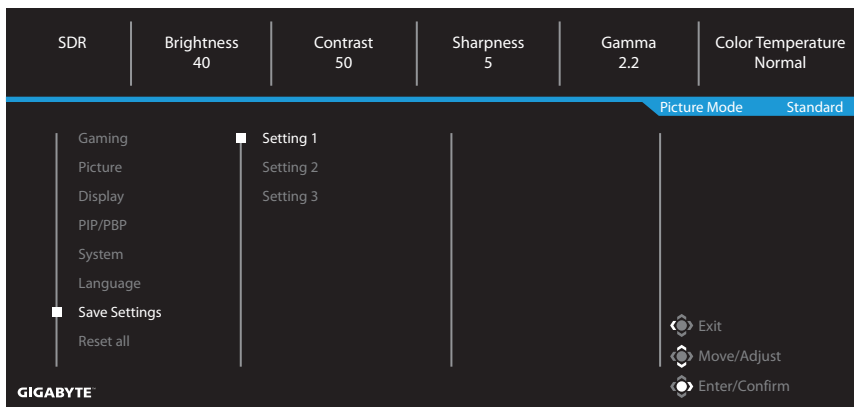 SDR
Brightness
40
Contrast
50
Sharpness
5
Gamma
2.2
Color Temperature
Normal
Picture Mode Standard
Gaming
Picture
Display
PIP/PBP
System
Language
Save Settings
Reset all
Setting 1
Setting 2
Setting 3
Exit
Move/Adjust
Enter/Confirm
GIGABYTE™